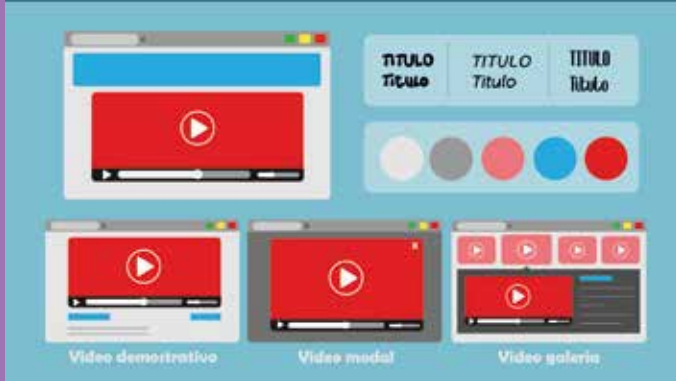 TITULO
Titulo
TITULO
Titulo
TITULO
Titulo
x
Video demostrativo
Video modal
Video galeria